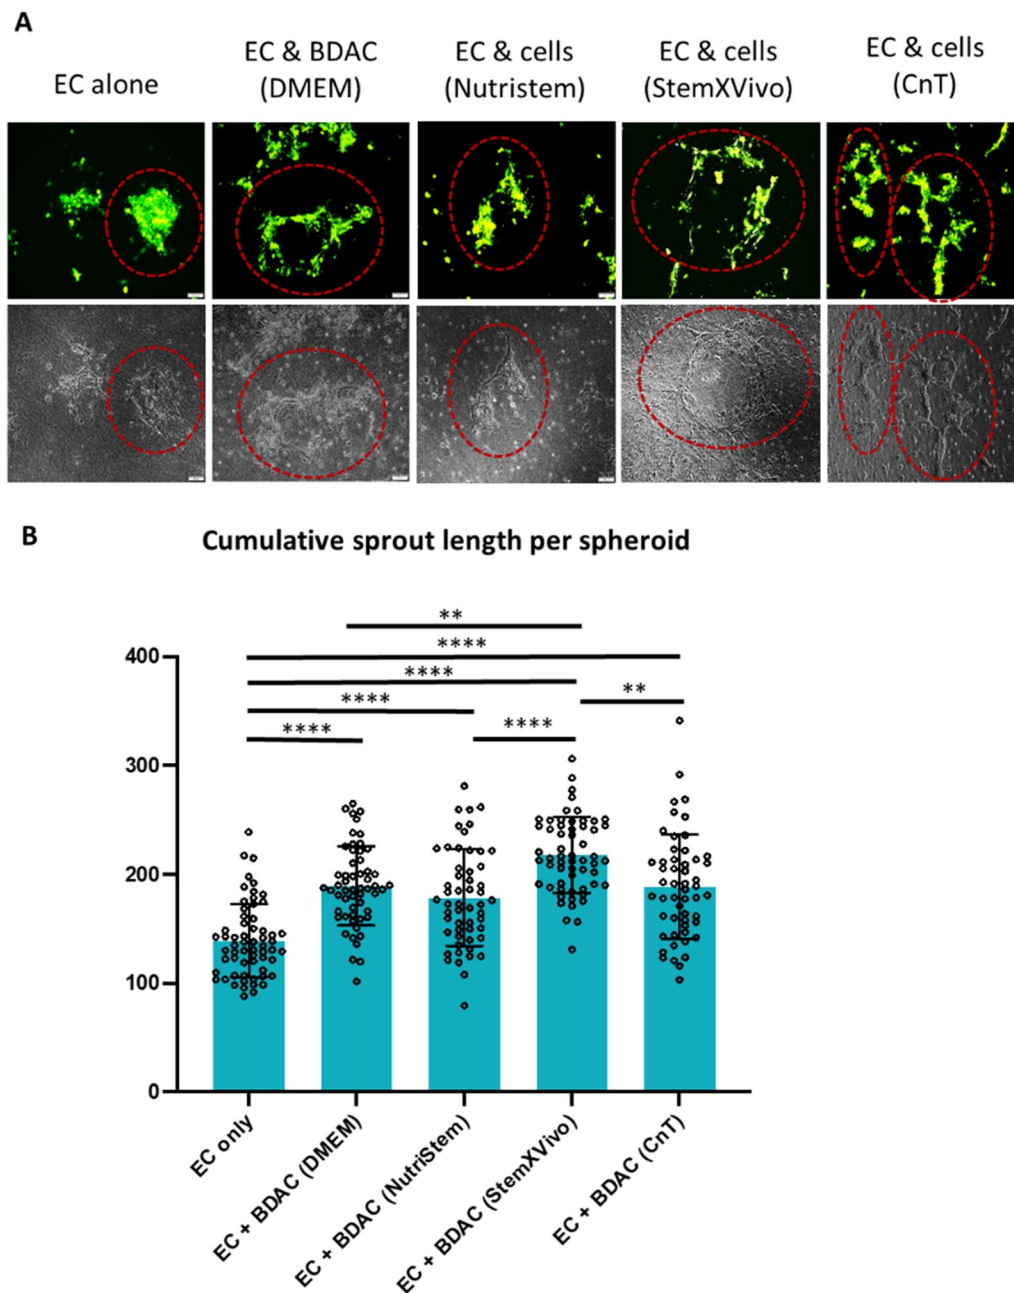 A
EC alone
EC & BDAC
(DMEM)
EC & cells
(Nutristem)
EC & cells
(StemXVivo)
EC & cells
(CnT)
B
Cumulative sprout length per spheroid
**
****
****
**
****
****
****
400
300
200
100
0
EC only
EC + BDAC (DMEM)
EC + BDAC (NutriStem)
EC + BDAC (StemXVivo)
EC + BDAC (CnT)